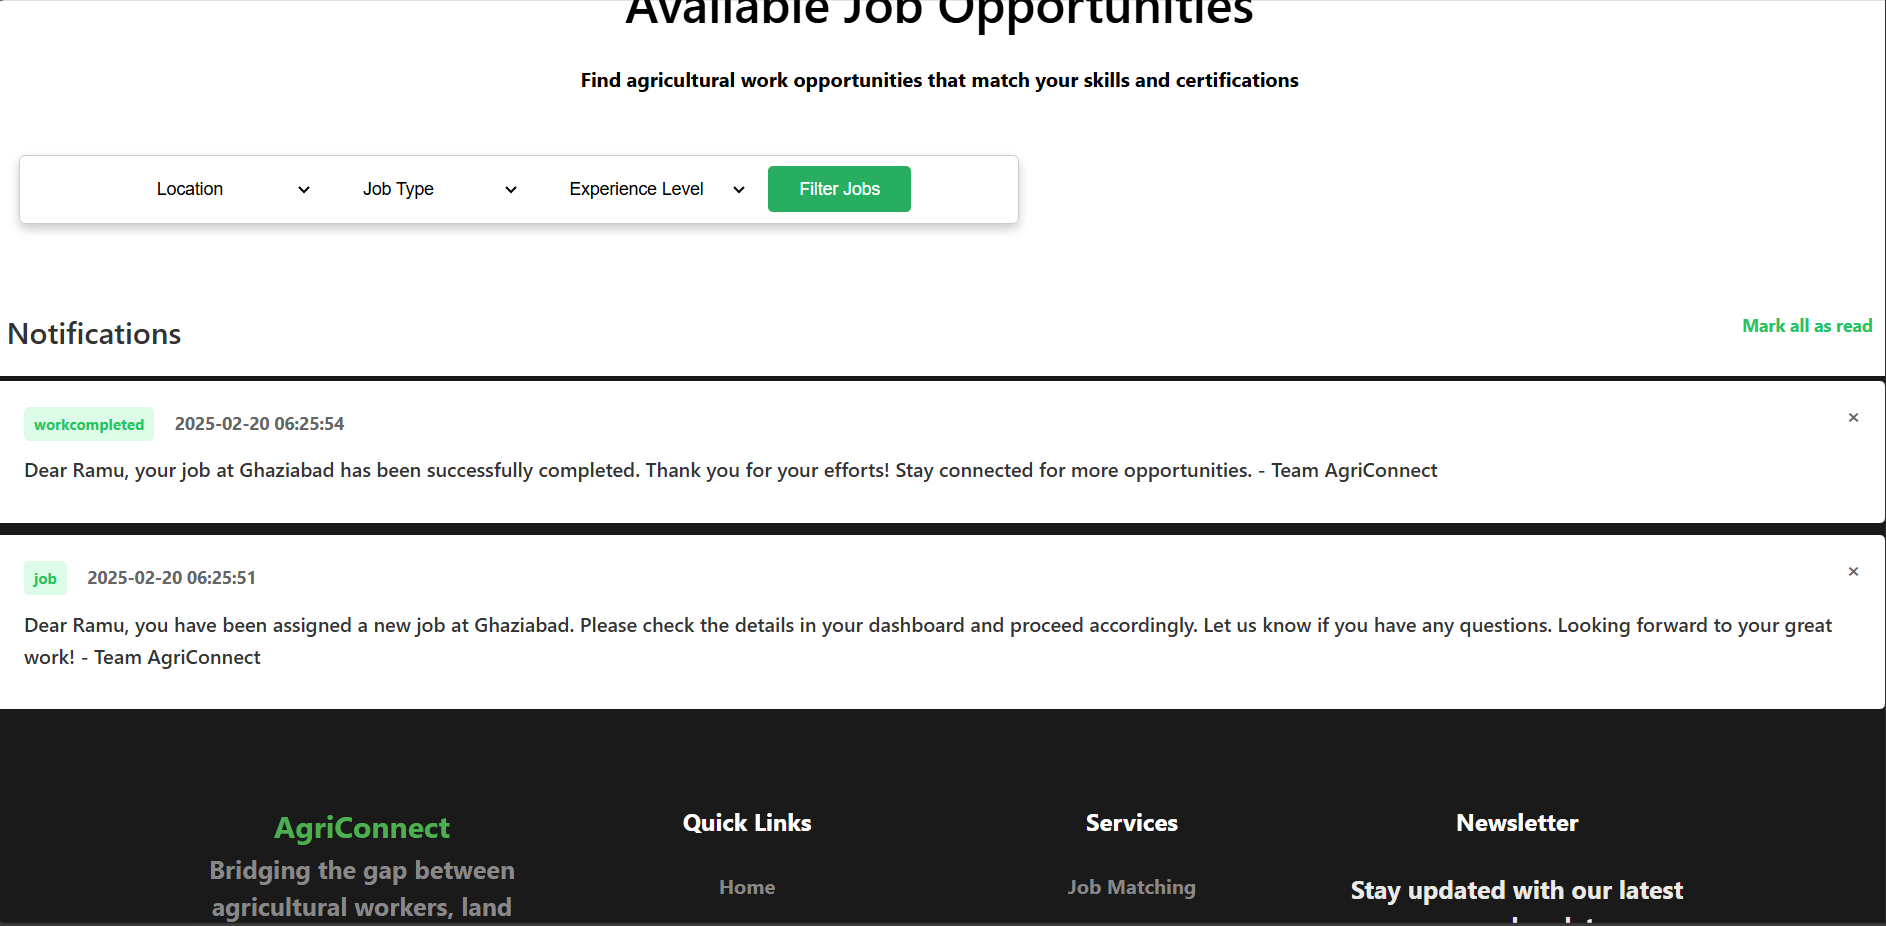 Available Job Opportunities
Find agricultural work opportunities that match your skills and certifications
Location Job Type Experience Level Filter Jobs
Notifications
Mark all as read
workcompleted 2025-02-20 06:25:54 ×
Dear Ramu, your job at Ghaziabad has been successfully completed. Thank you for your efforts! Stay connected for more opportunities. - Team AgriConnect
job 2025-02-20 06:25:51 ×
Dear Ramu, you have been assigned a new job at Ghaziabad. Please check the details in your dashboard and proceed accordingly. Let us know if you have any questions. Looking forward to your great
work! - Team AgriConnect
AgriConnect
Bridging the gap between
agricultural workers, land
Quick Links
Home
Services
Job Matching
Newsletter
Stay updated with our latest